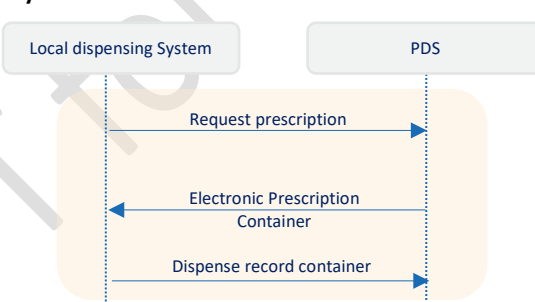 Local dispensing System
PDS
Request prescription
Electronic Prescription
Container
Dispense record container